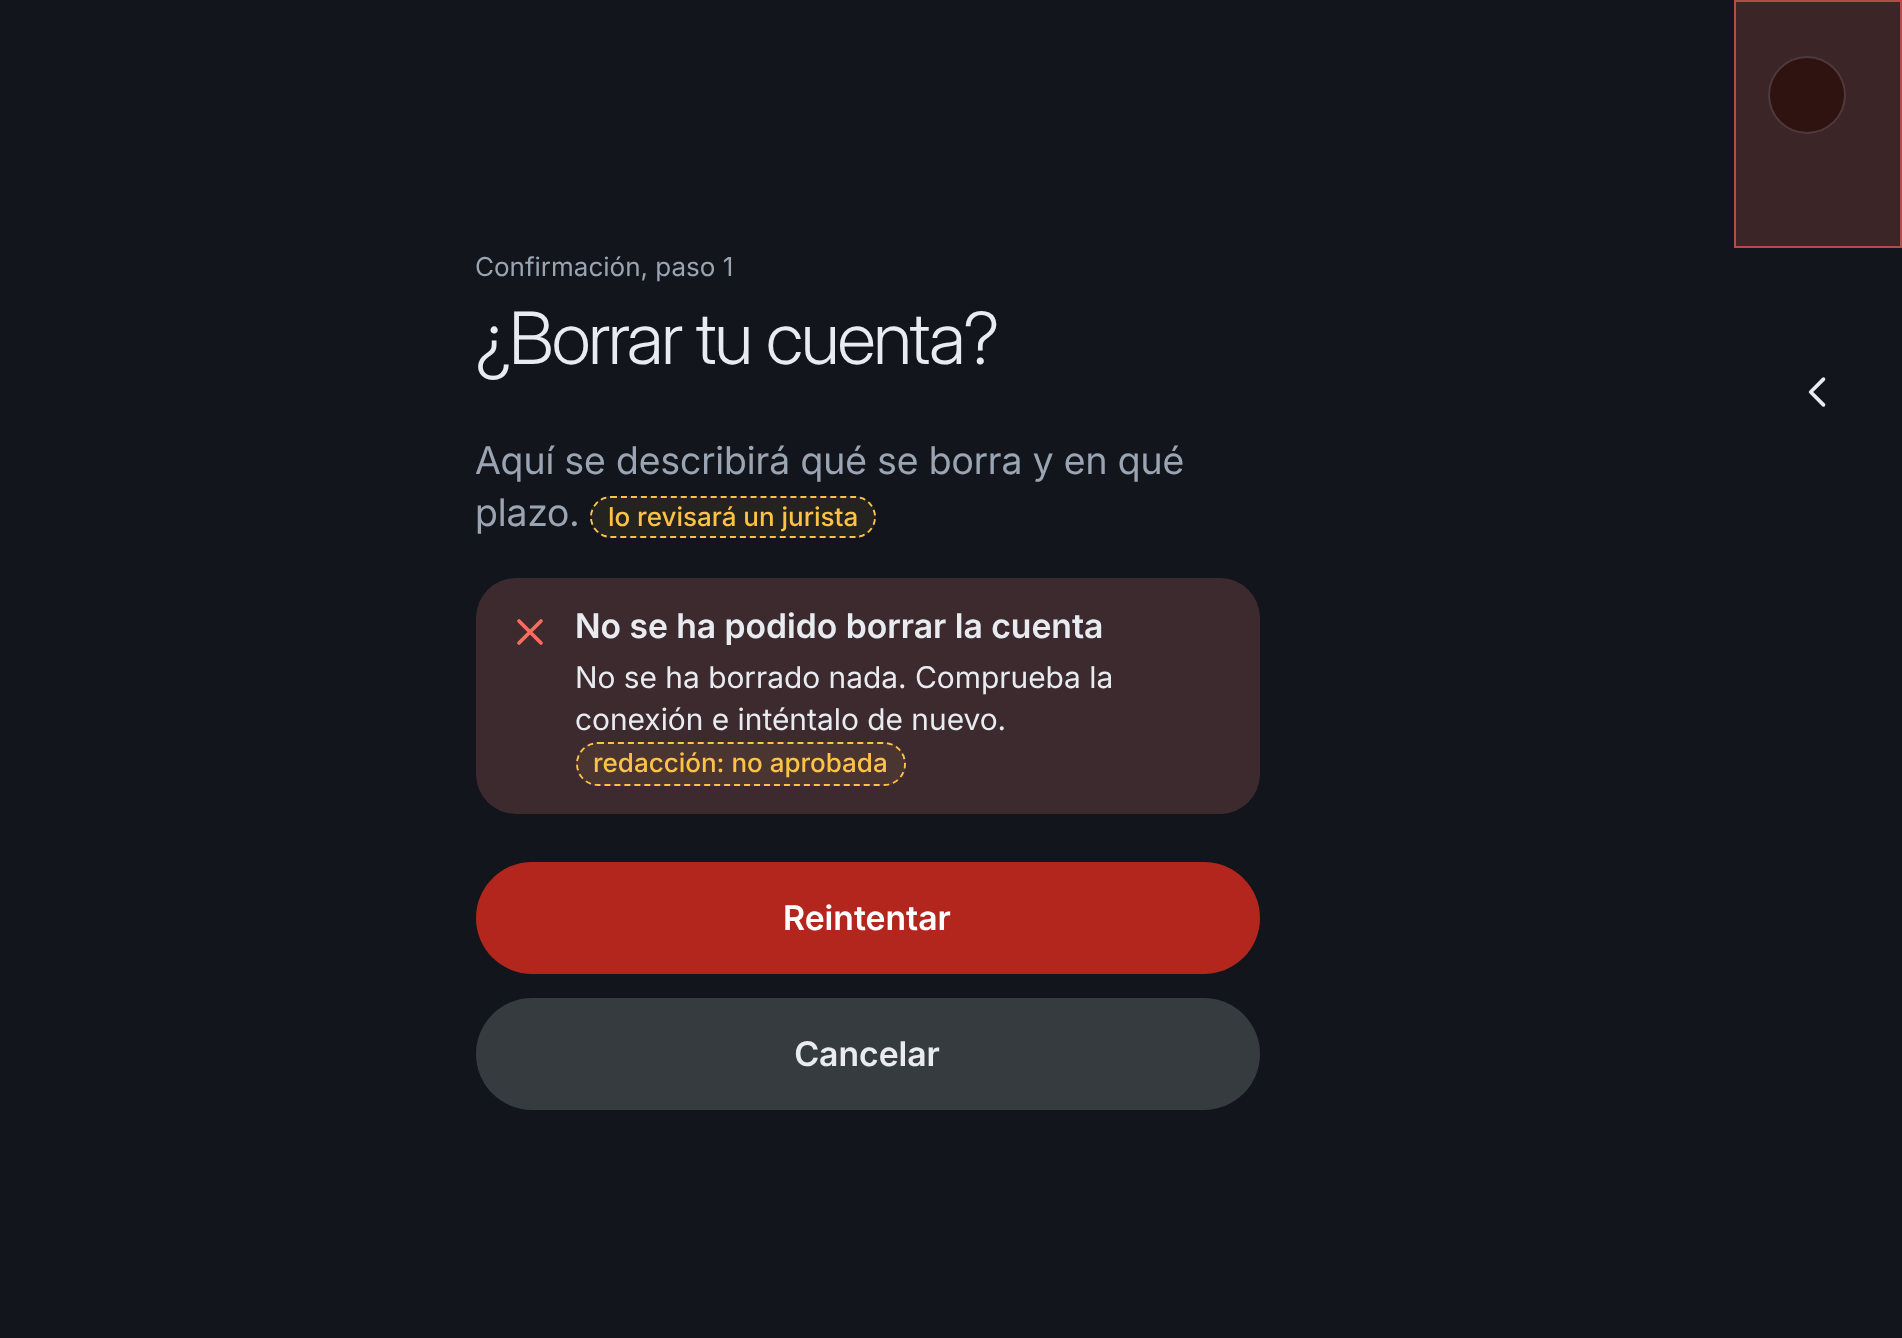 Confirmación, paso 1
¿Borrar tu cuenta?
Aquí se describirá qué se borra y en qué
plazo. lo revisará un jurista
No se ha podido borrar la cuenta
No se ha borrado nada. Comprueba la
conexión e inténtalo de nuevo.
redacción: no aprobada
Reintentar
Cancelar